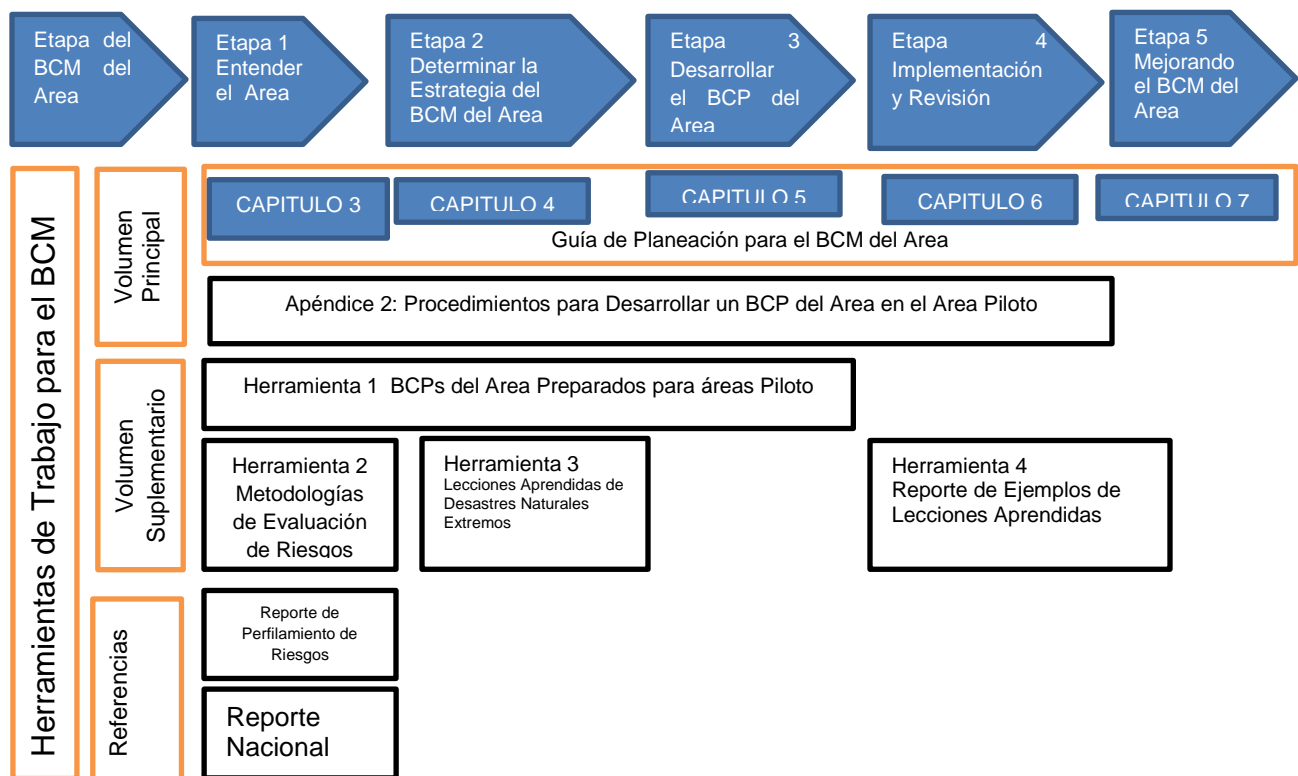 Etapa del
BCM del
Area
Etapa 1
Entender
el Area
Etapa 2
Determinar la
Estrategia del
BCM del Area
Etapa 3
Desarrollar
el BCP del
Area
Etapa 4
Implementación
y Revisión
Etapa 5
Mejorando
el BCM del
Area
Herramientas de Trabajo para el BCM
Volumen
Principal
CAPITULO 3
CAPITULO 4
CAPITULO 5
CAPITULO 6
CAPITULO 7
Guía de Planeación para el BCM del Area
Apéndice 2: Procedimientos para Desarrollar un BCP del Area en el Area Piloto
Volumen
Suplementario
Herramienta 1 BCPs del Area Preparados para áreas Piloto
Herramienta 2
Metodologías
de Evaluación
de Riesgos
Herramienta 3
Lecciones Aprendidas de
Desastres Naturales
Extremos
Herramienta 4
Reporte de Ejemplos de
Lecciones Aprendidas
Referencias
Reporte de
Perfilamiento de
Riesgos
Reporte
Nacional